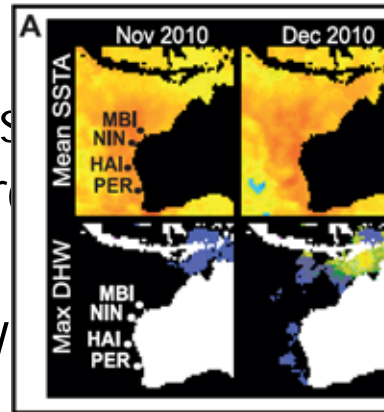 A
Nov 2010 Dec 2010
Mean SSTA
MBI
NIN
HAI
PER
Max DHW
MBI
NIN
HAI
PER